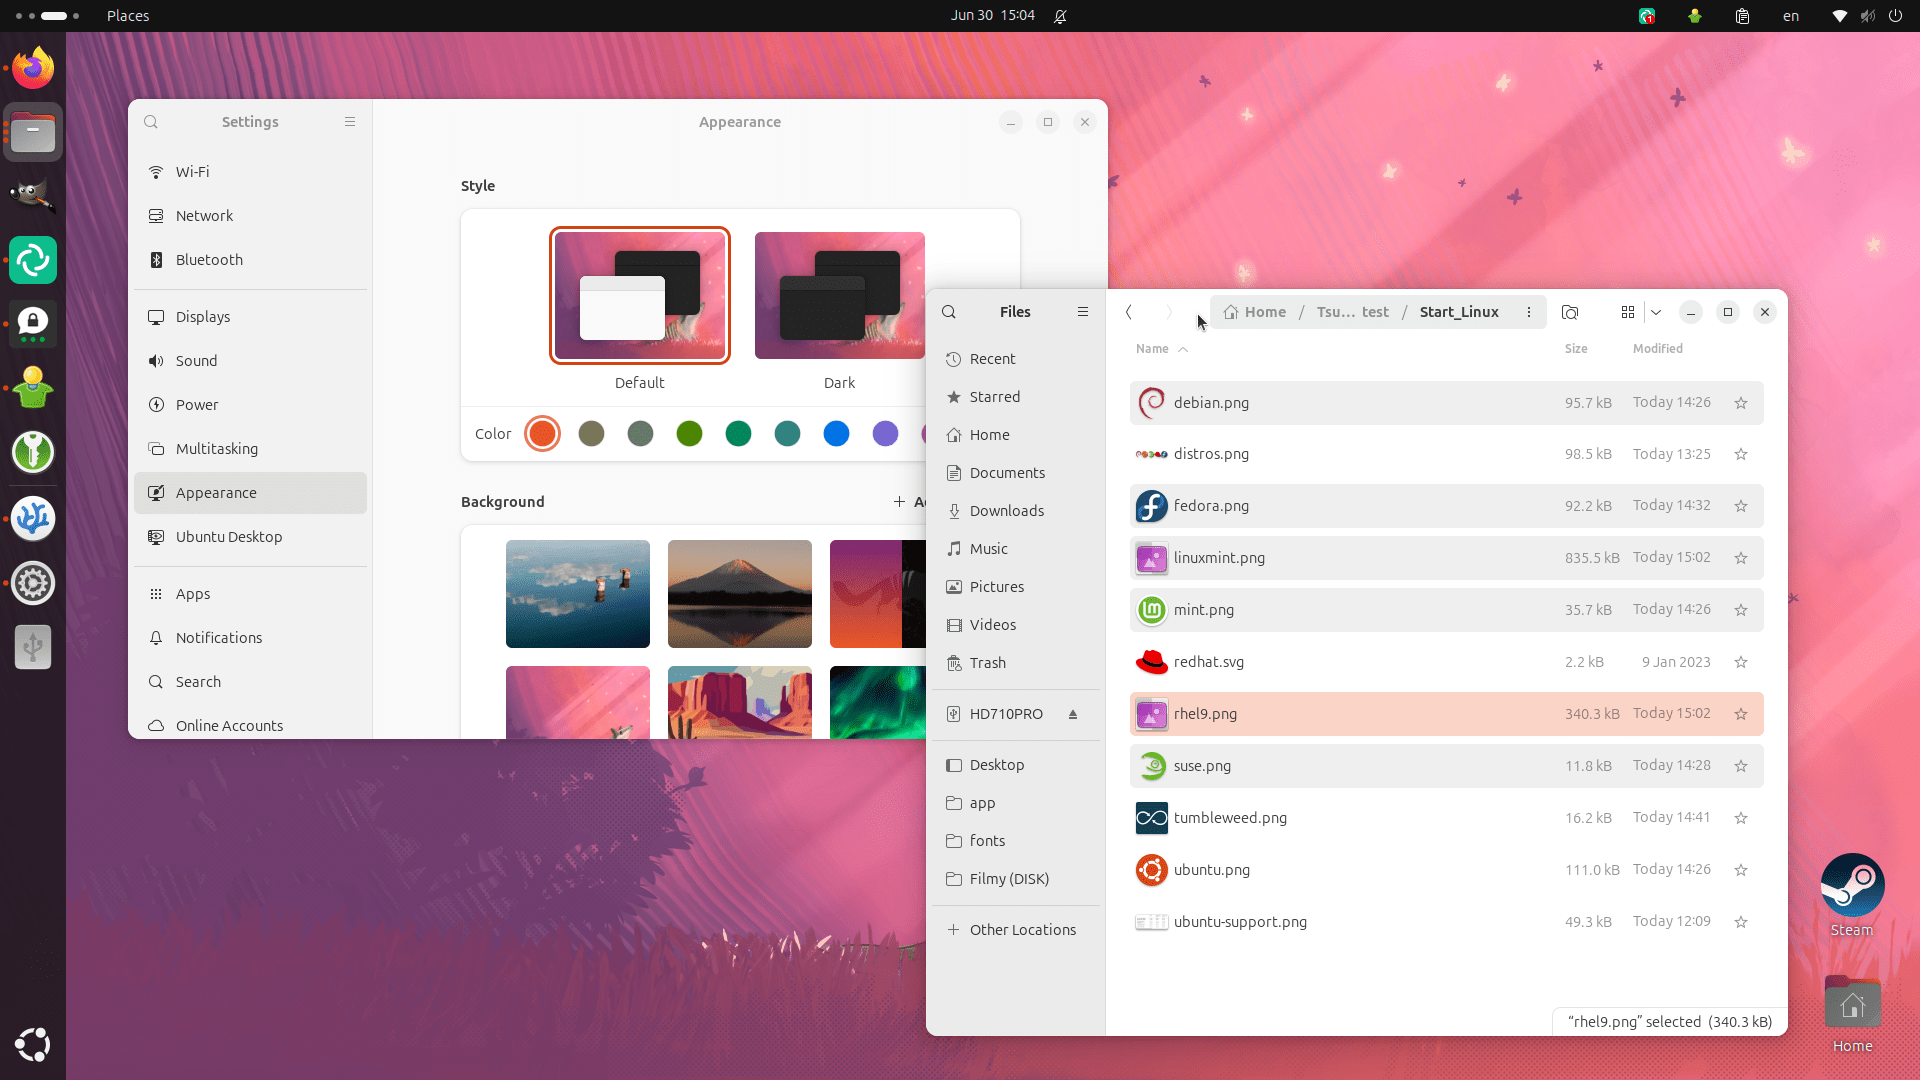 Places
Jun 30 15:04
en
Settings
Wi-Fi
Network
Bluetooth
Displays
Sound
Power
Multitasking
Appearance
Ubuntu Desktop
Apps
Notifications
Search
Online Accounts
Appearance
Style
Default
Dark
Color
Background
Files
Recent
Starred
Home
Documents
Downloads
Music
Pictures
Videos
Trash
HD710PRO
Desktop
app
fonts
Filmy (DISK)
Other Locations
Home / Tsu... test / Start_Linux
Name Size Modified
debian.png 95.7 kB Today 14:26
distros.png 98.5 kB Today 13:25
fedora.png 92.2 kB Today 14:32
linuxmint.png 835.5 kB Today 15:02
mint.png 35.7 kB Today 14:26
redhat.svg 2.2 kB 9 Jan 2023
rhel9.png 340.3 kB Today 15:02
suse.png 11.8 kB Today 14:28
tumbleweed.png 16.2 kB Today 14:41
ubuntu.png 111.0 kB Today 14:26
ubuntu-support.png 49.3 kB Today 12:09
“rhel9.png” selected (340.3 kB)
Steam
Home